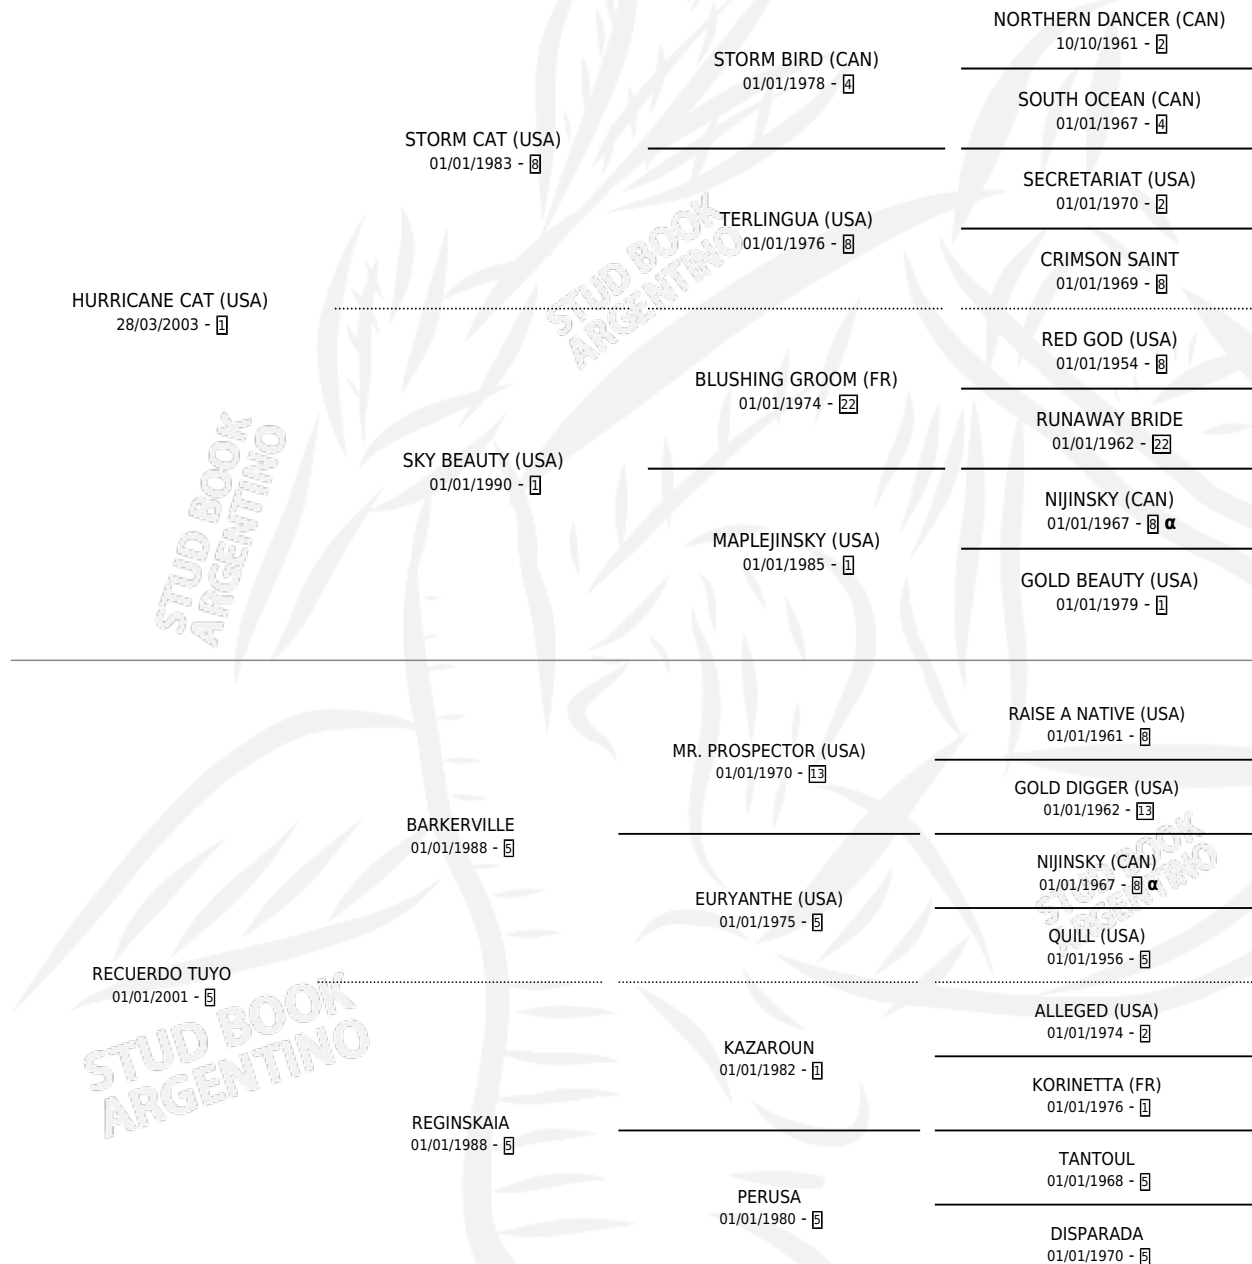 NORTHERN DANCER (CAN)
10/10/1961 - 2
STORM BIRD (CAN)
01/01/1978 - 4
SOUTH OCEAN (CAN)
01/01/1967 - 4
STORM CAT (USA)
01/01/1983 - 8
SECRETARIAT (USA)
01/01/1970 - 2
TERLINGUA (USA)
01/01/1976 - 8
CRIMSON SAINT
01/01/1969 - 8
HURRICANE CAT (USA)
28/03/2003 - 1
RED GOD (USA)
01/01/1954 - 8
BLUSHING GROOM (FR)
01/01/1974 - 22
RUNAWAY BRIDE
01/01/1962 - 22
SKY BEAUTY (USA)
01/01/1990 - 1
NIJINSKY (CAN)
01/01/1967 - 8 α
MAPLEJINSKY (USA)
01/01/1985 - 1
GOLD BEAUTY (USA)
01/01/1979 - 1
RAISE A NATIVE (USA)
01/01/1961 - 8
MR. PROSPECTOR (USA)
01/01/1970 - 13
GOLD DIGGER (USA)
01/01/1962 - 13
BARKERVILLE
01/01/1988 - 5
NIJINSKY (CAN)
01/01/1967 - 8 α
EURYANTHE (USA)
01/01/1975 - 5
QUILL (USA)
01/01/1956 - 5
RECUERDO TUYO
01/01/2001 - 5
ALLEGED (USA)
01/01/1974 - 2
KAZAROUN
01/01/1982 - 1
KORINETTA (FR)
01/01/1976 - 1
REGINSKAIA
01/01/1988 - 5
TANTOUL
01/01/1968 - 5
PERUSA
01/01/1980 - 5
DISPARADA
01/01/1970 - 5
STUD BOOK
ARGENTINO
STUD BOOK
ARGENTINO
STUD BOOK
ARGENTINO
STUD BOOK
ARGENTINO